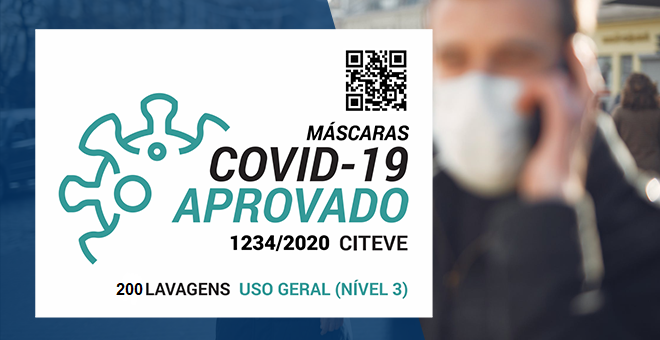 MÁSCARAS
COVID-19
APROVADO
1234/2020 CITEVE
200 LAVAGENS USO GERAL (NÍVEL 3)